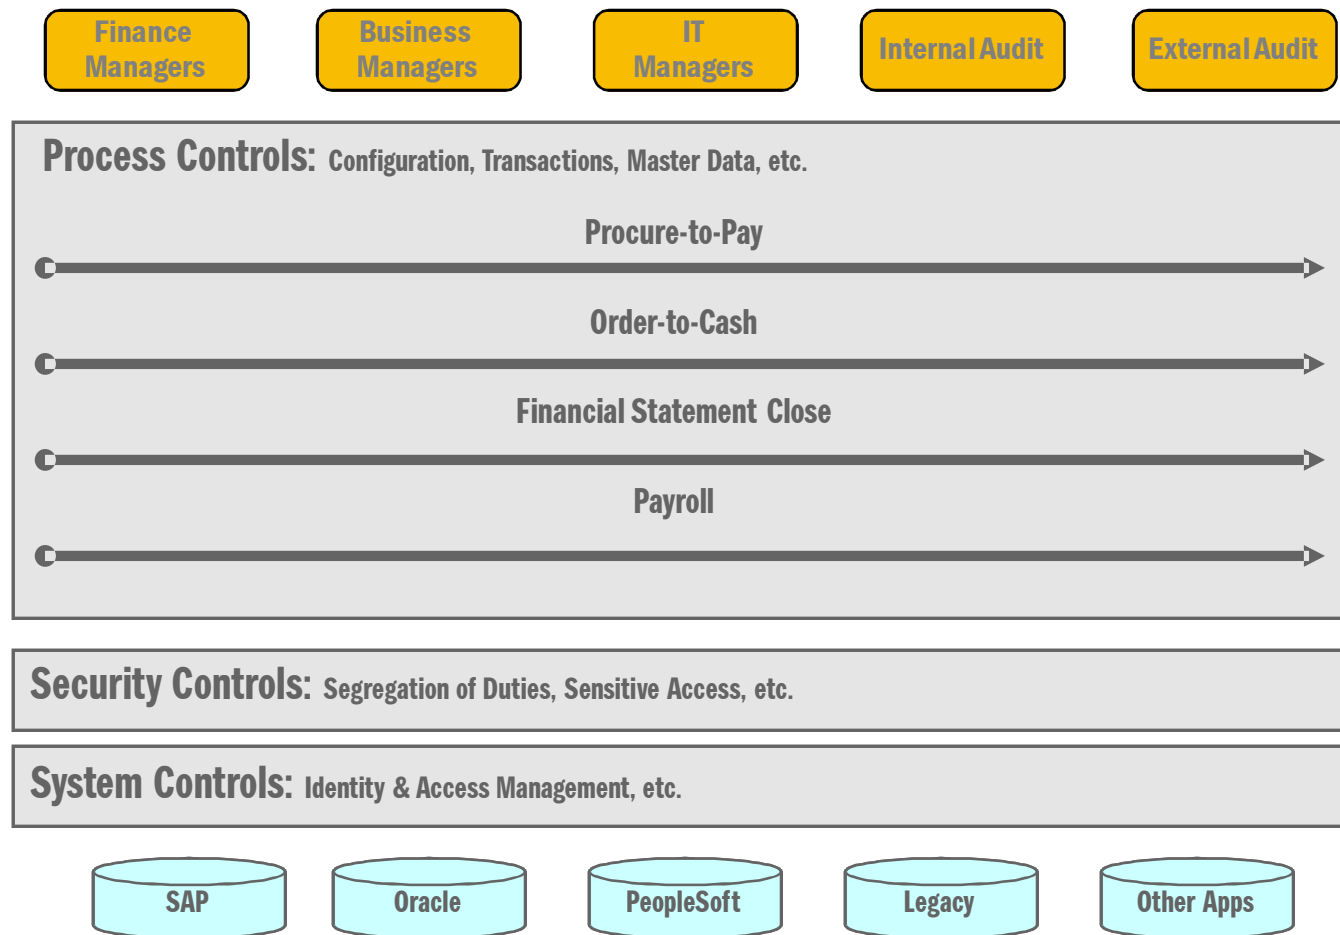 Finance
Managers
Business
Managers
IT
Managers
Internal Audit
External Audit
Process Controls: Configuration, Transactions, Master Data, etc.
Procure-to-Pay
Order-to-Cash
Financial Statement Close
Payroll
Security Controls: Segregation of Duties, Sensitive Access, etc.
System Controls: Identity & Access Management, etc.
SAP
Oracle
PeopleSoft
Legacy
Other Apps